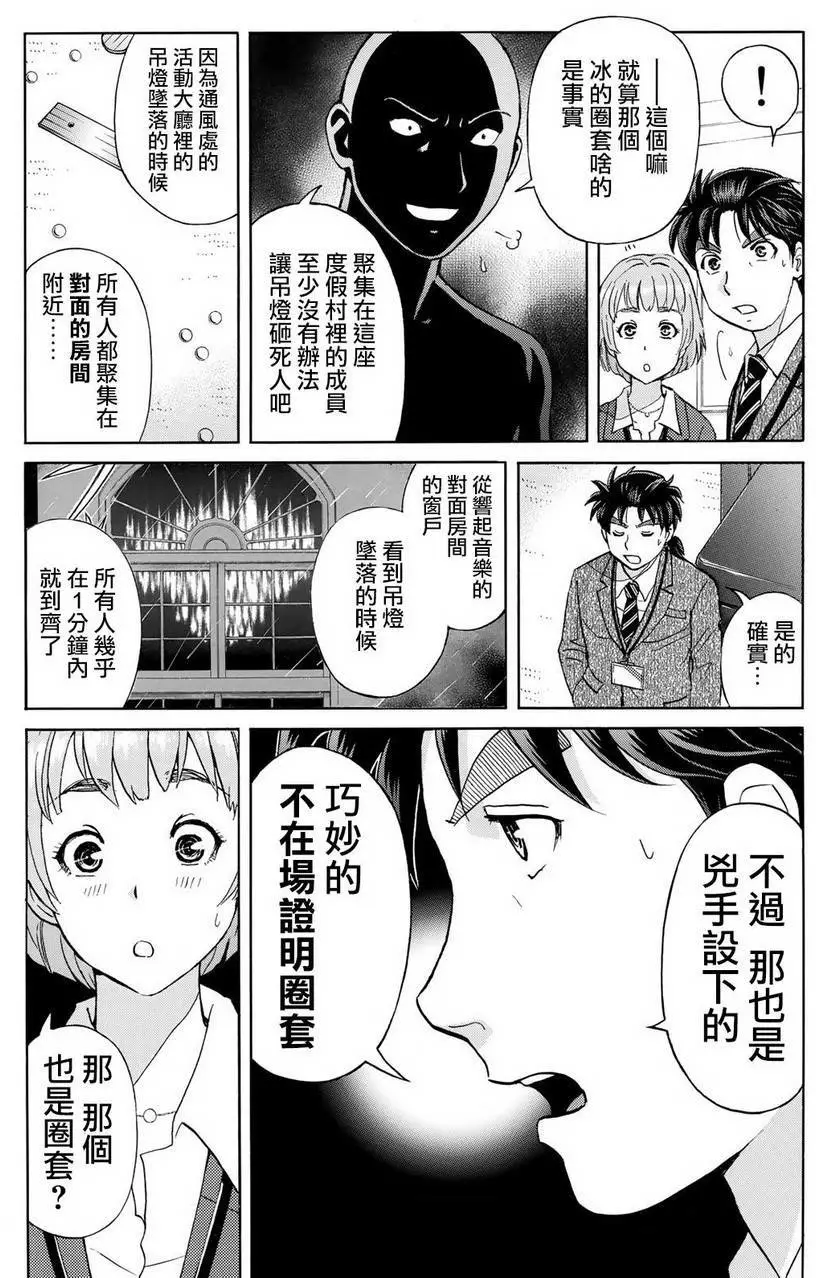 ！
——這個嘛
就算那個
冰的圈套啥的
是事實
聚集在這座
度假村裡的成員
至少沒有辦法
讓吊燈砸死人吧
因為通風處的
活動大廳裡的
吊燈墜落的時候
所有人都聚集在
對面的房間
附近……
是的
確實…
從響起音樂的
對面房間
的窗戶
看到吊燈
墜落的時候
所有人幾乎
在1分鐘內
就到齊了
不過 那也是
兇手設下的
巧妙的
不在場證明圈套
那 那個
也是圈套？